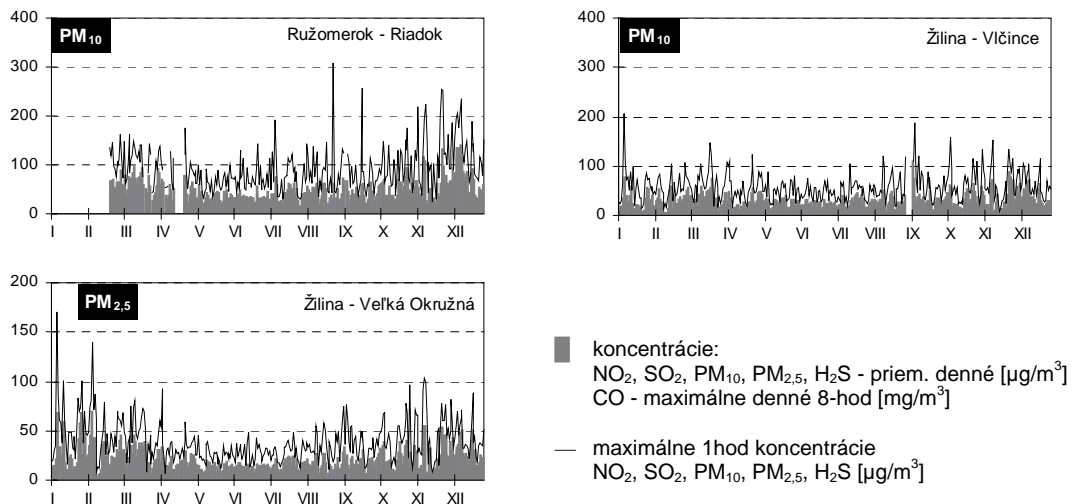 400
PM10
Ružomerok - Riadok
300
200
100
0
I II III IV V VI VII VIII IX X XI XII
400
PM10
Žilina - Vlčince
300
200
100
0
I II III IV V VI VII VIII IX X XI XII
200
PM2,5
Žilina - Veľká Okružná
150
100
50
0
I II III IV V VI VII VIII IX X XI XII
koncentrácie:
NO2, SO2, PM10, PM2,5, H2S - priem. denné [µg/m3]
CO - maximálne denné 8-hod [mg/m3]
maximálne 1hod koncentrácie
NO2, SO2, PM10, PM2,5, H2S [µg/m3]